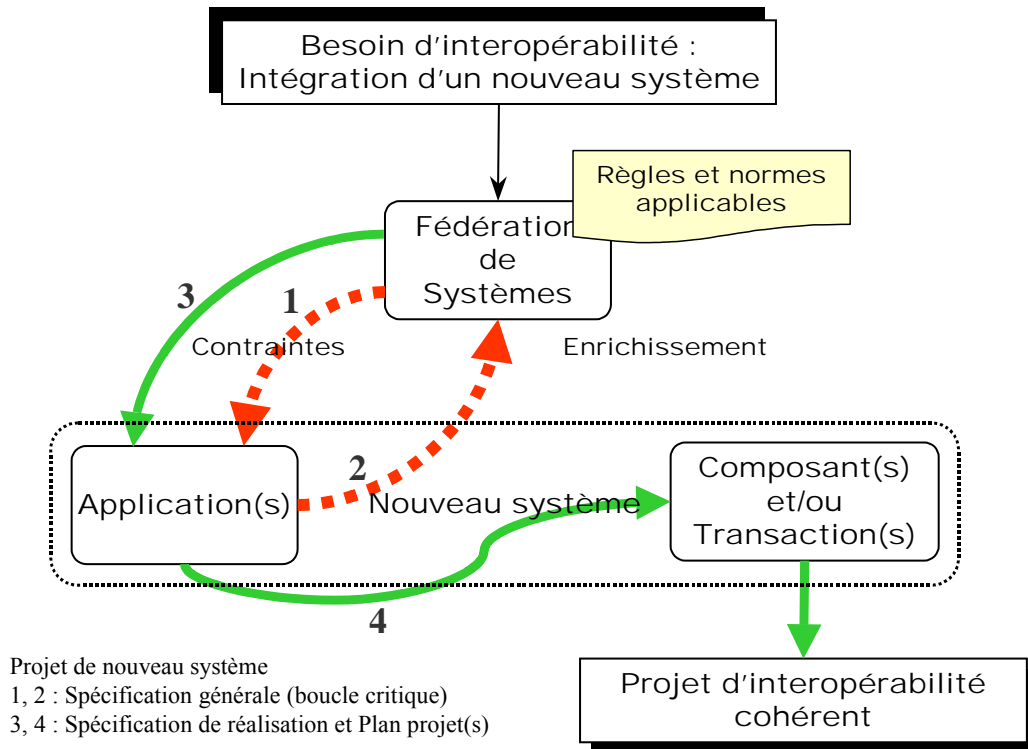 Besoin d'interopérabilité :
Intégration d'un nouveau système
Règles et normes
applicables
Fédération
de
Systèmes
3
1
Contraintes
Enrichissement
2
Application(s)
Nouveau système
Composant(s)
et/ou
Transaction(s)
4
Projet de nouveau système
1, 2 : Spécification générale (boucle critique)
3, 4 : Spécification de réalisation et Plan projet(s)
Projet d'interopérabilité
cohérent